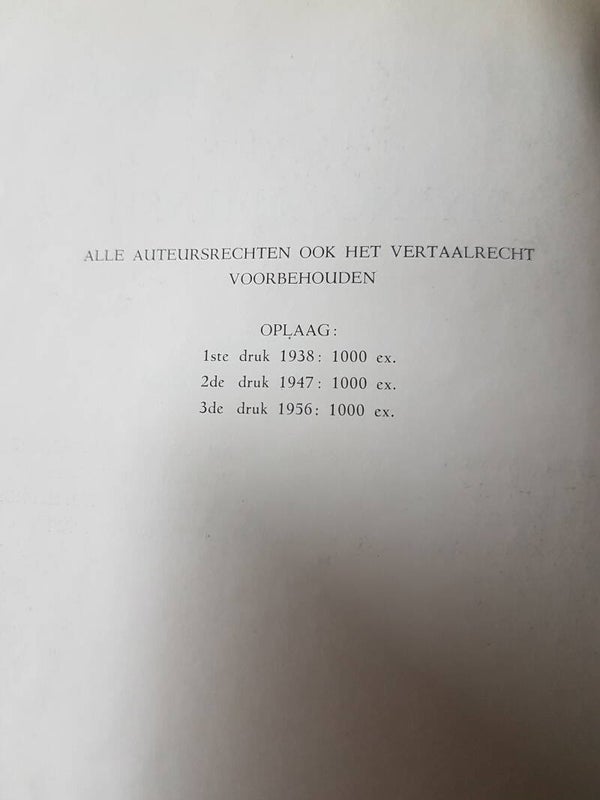 ALLE AUTEURSRECHTEN OOK HET VERTAALRECHT
VOORBEHOUDEN
OPLAAG:
1ste druk 1938: 1000 ex.
2de druk 1947: 1000 ex.
3de druk 1956: 1000 ex.